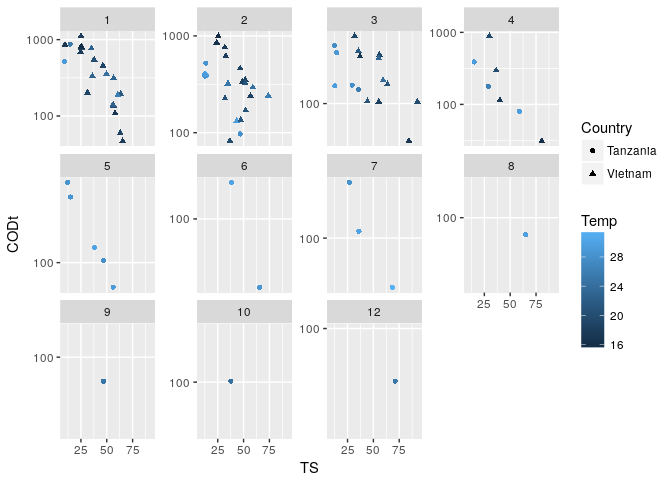 1 2 3 4
1000 1000 100 1000
100 100 100
5 6 7 8
100 100 100 100
25 50 75
9 10 12
100 100 100
25 50 75 25 50 75 25 50 75
TS
CODt
Country
Tanzania
Vietnam
Temp
28
24
20
16